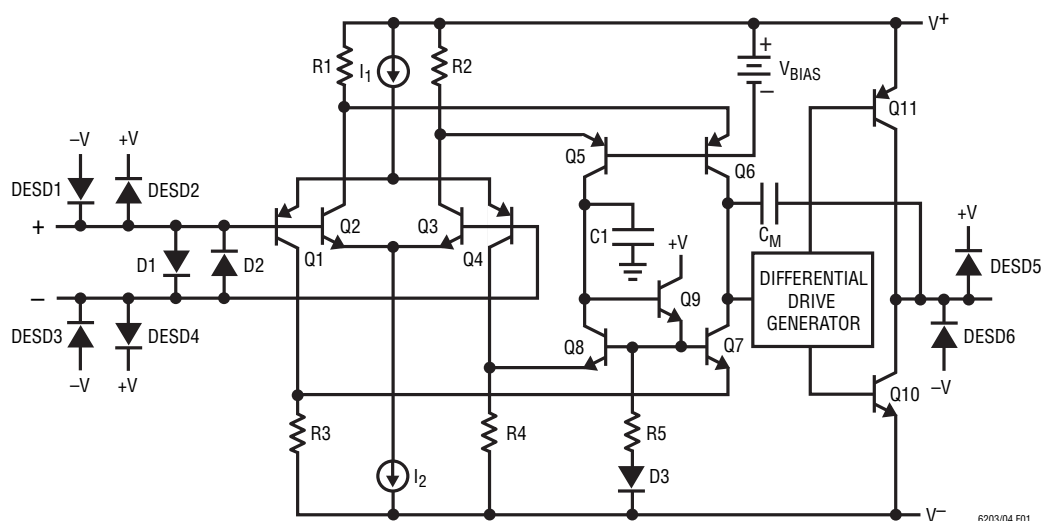 V+
R1
I1
R2
+
VBIAS
–
Q11
–V
+V
Q5
Q6
DESD1
DESD2
+
Q2
Q3
C1
CM
+V
+V
D1
D2
Q1
Q4
DIFFERENTIAL
DRIVE
GENERATOR
DESD5
–
Q9
DESD3
DESD4
Q8
Q7
DESD6
–V
+V
–V
Q10
R3
R4
R5
I2
D3
V–
6203/04 F01